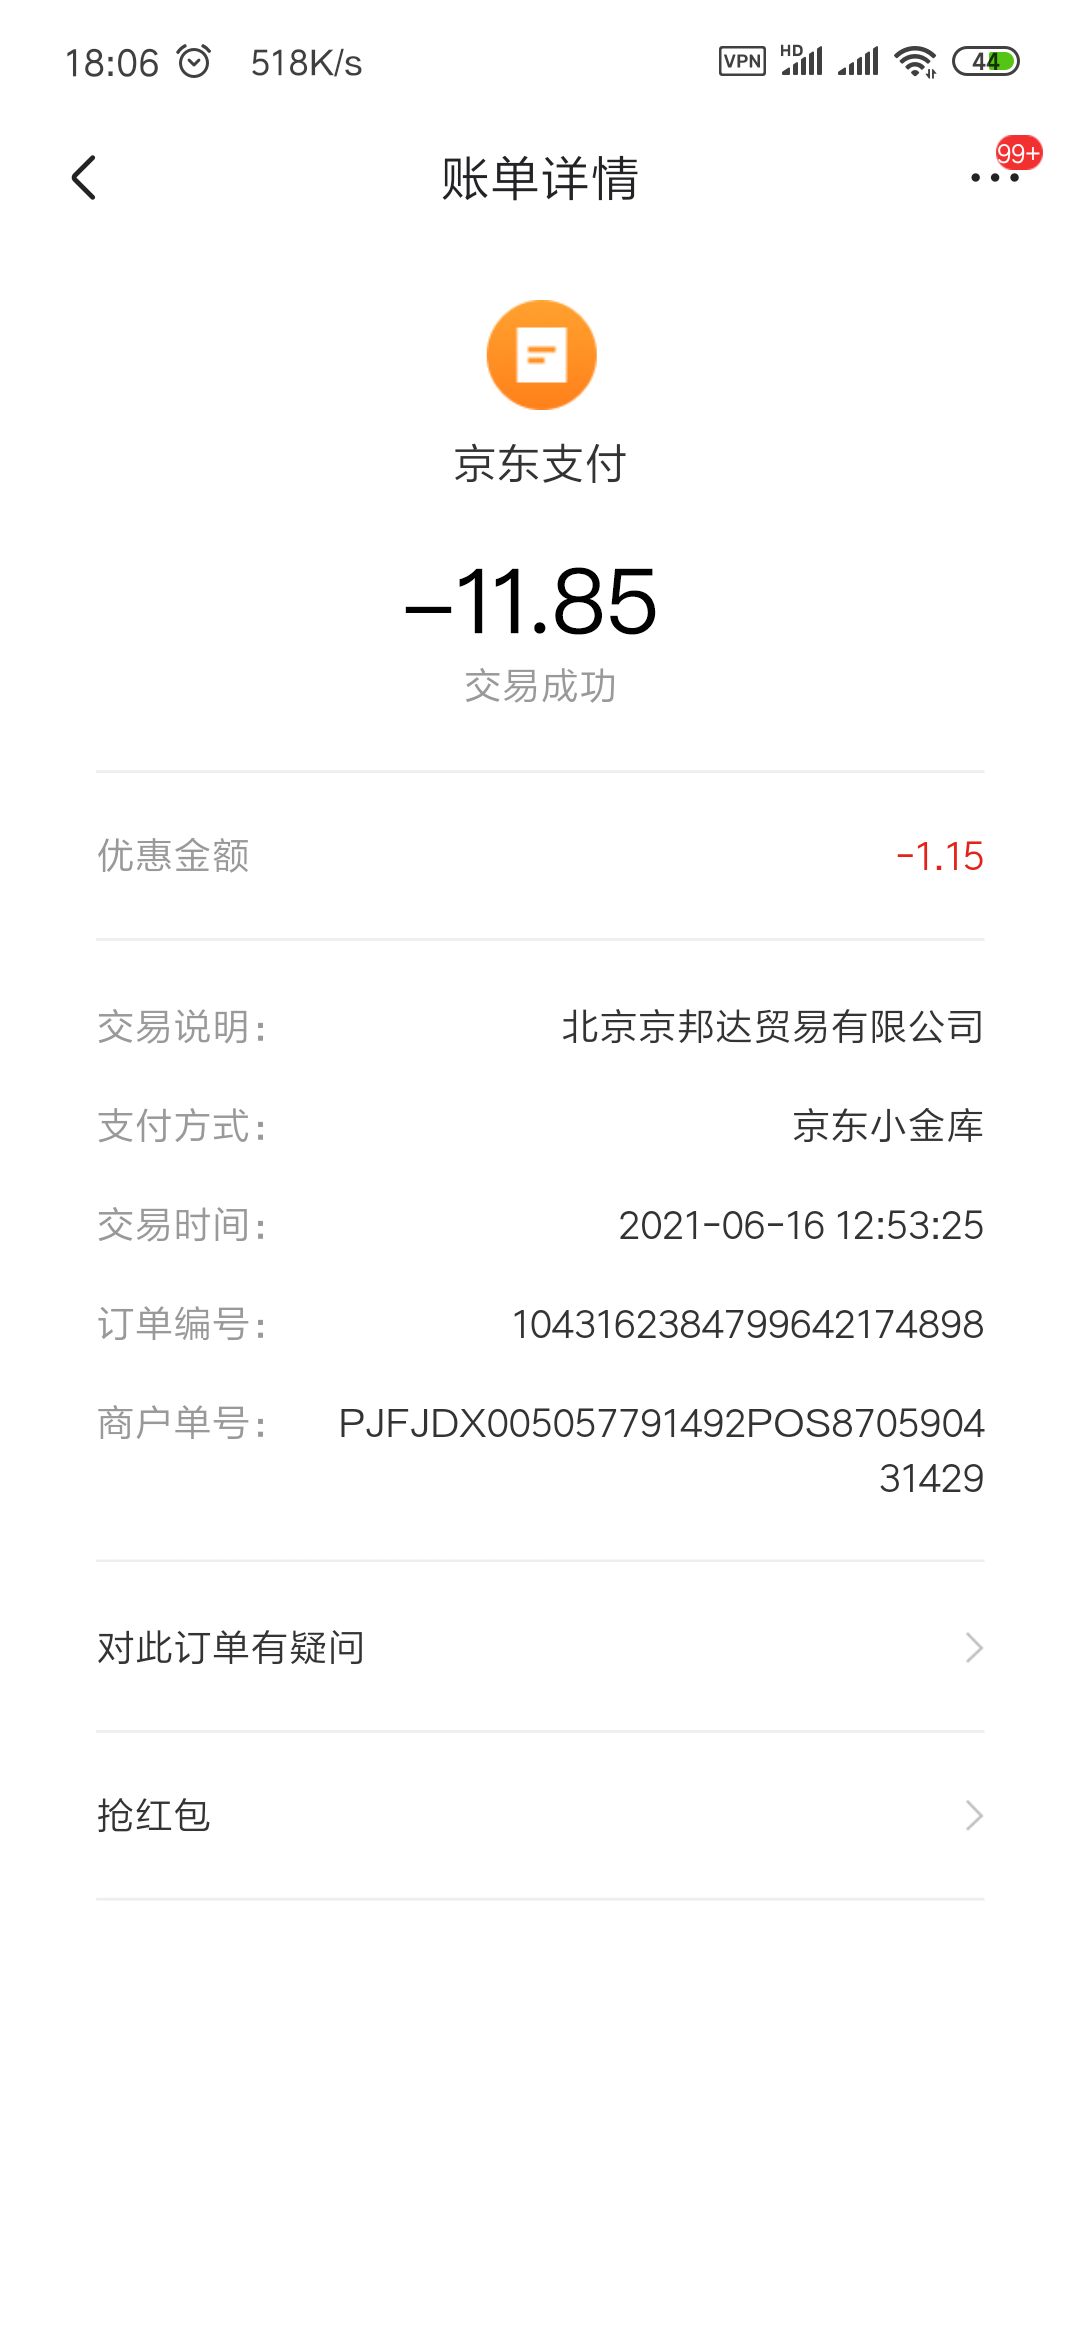 18:06 518K/s VPN HD 44
账单详情 99+
京东支付
-11.85
交易成功
优惠金额 -1.15
交易说明: 北京京邦达贸易有限公司
支付方式: 京东小金库
交易时间: 2021-06-16 12:53:25
订单编号: 1043162384799642174898
商户单号: PJFJDX005057791492POS8705904
31429
对此订单有疑问
抢红包